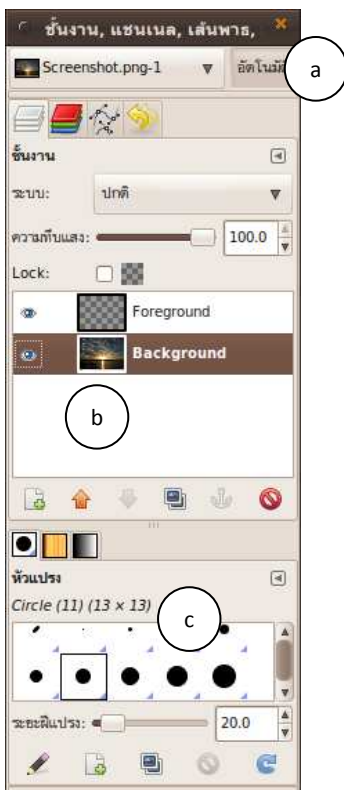 ชั้นงาน, แชนเนล, เส้นพาธ,
Screenshot.png-1
อัตโนมัติ
a
ชั้นงาน
ระบบ: ปกติ
ความทึบแสง: 100.0
Lock:
Foreground
Background
b
หัวแปรง
Circle (11) (13 × 13)
c
ระยะฝีแปรง: 20.0